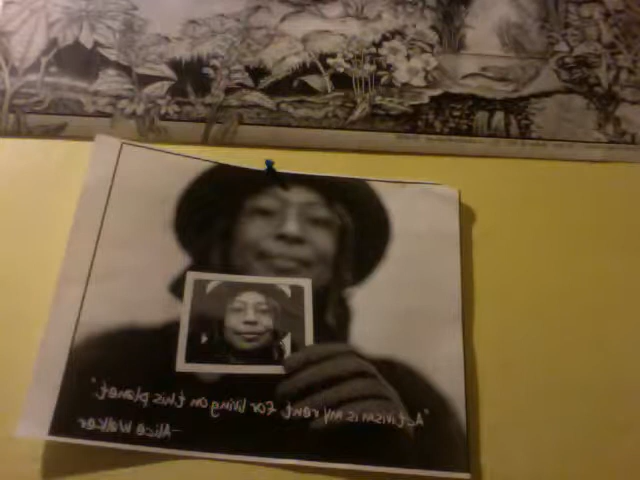 "Activism is my rent for living on this planet."
-Alice Walker